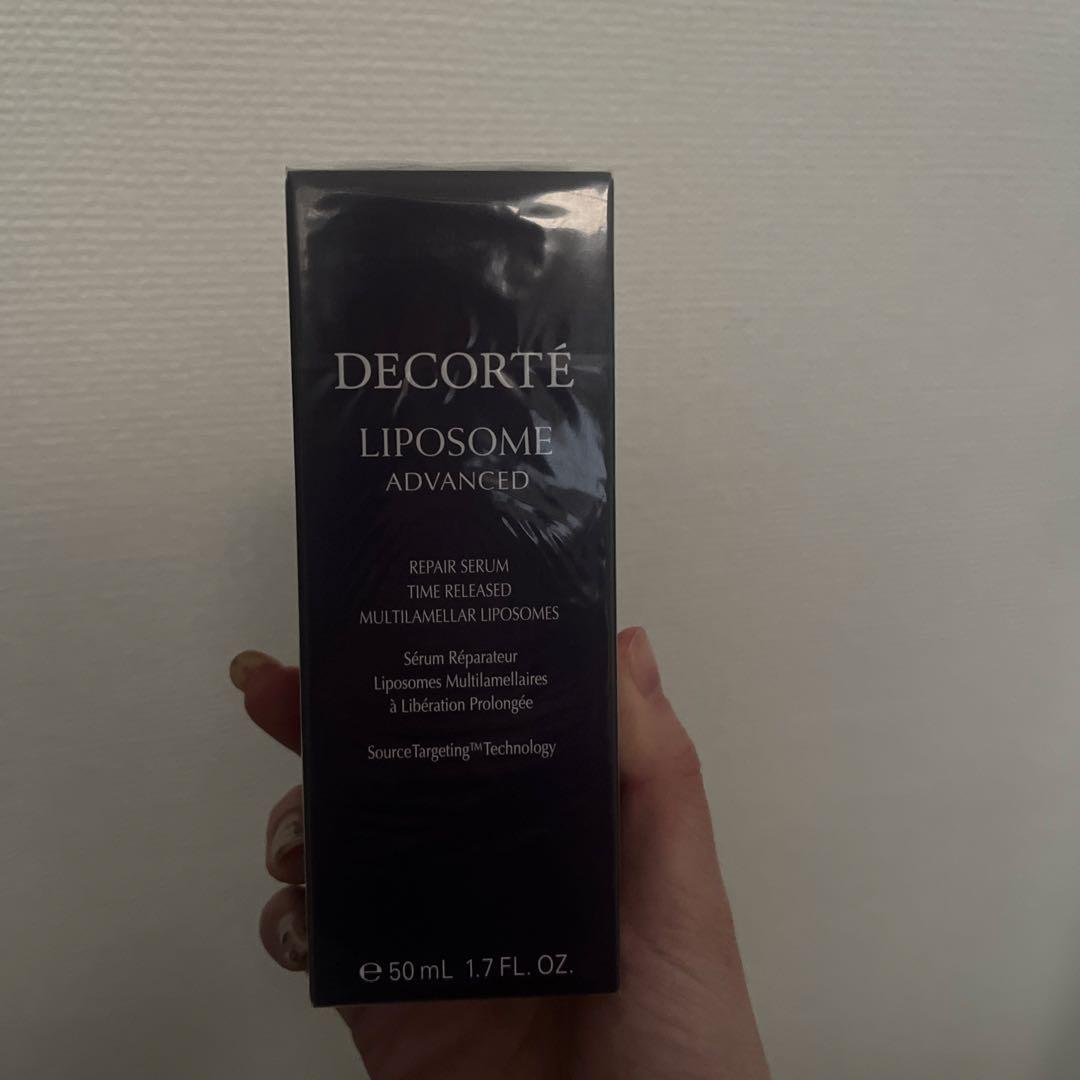 DECORTÉ
LIPOSOME
ADVANCED
REPAIR SERUM
TIME RELEASED
MULTILAMELLAR LIPOSOMES
Sérum Réparateur
Liposomes Multilamellaires
à Libération Prolongée
SourceTargeting™Technology
℮ 50 mL 1.7 FL. OZ.